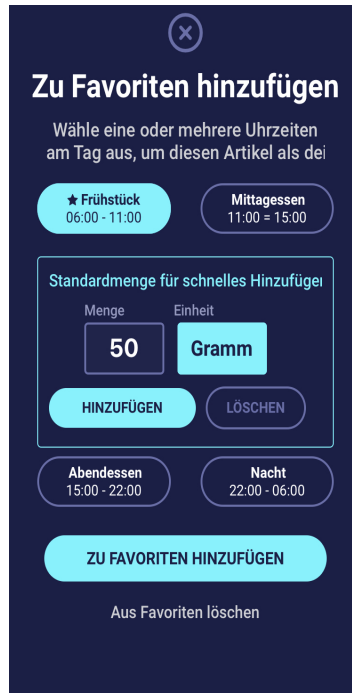 Zu Favoriten hinzufügen
Wähle eine oder mehrere Uhrzeiten
am Tag aus, um diesen Artikel als dei
Frühstück
06:00 - 11:00
Mittagessen
11:00 = 15:00
Standardmenge für schnelles Hinzufüger
Menge
Einheit
50
Gramm
HINZUFÜGEN
LÖSCHEN
Abendessen
15:00 - 22:00
Nacht
22:00 - 06:00
ZU FAVORITEN HINZUFÜGEN
Aus Favoriten löschen